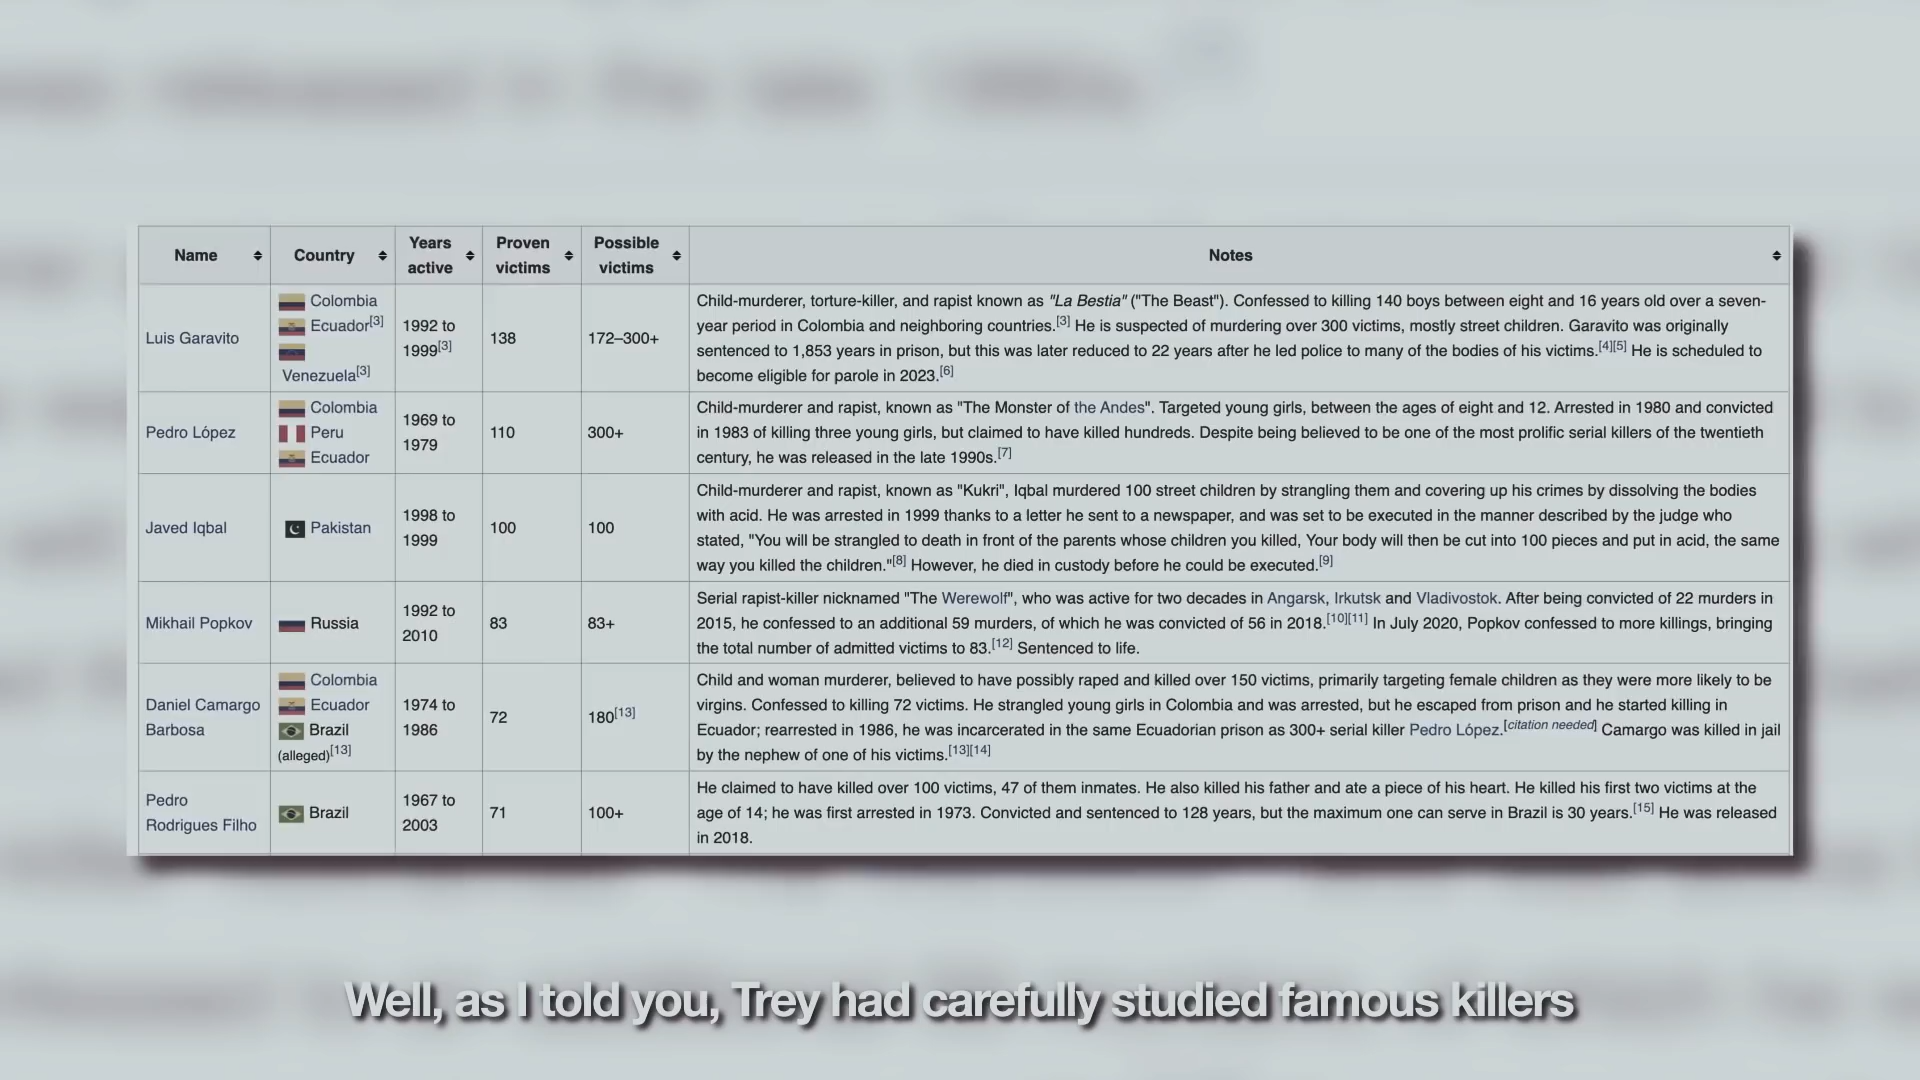 Name
Country
Years
active
Proven
victims
Possible
victims
Notes
Luis Garavito
Colombia
Ecuador[3]
Venezuela[3]
1992 to
1999[3]
138
172–300+
Child-murderer, torture-killer, and rapist known as "La Bestia" ("The Beast"). Confessed to killing 140 boys between eight and 16 years old over a seven-
year period in Colombia and neighboring countries.[3] He is suspected of murdering over 300 victims, mostly street children. Garavito was originally
sentenced to 1,853 years in prison, but this was later reduced to 22 years after he led police to many of the bodies of his victims.[4][5] He is scheduled to
become eligible for parole in 2023.[6]
Pedro López
Colombia
Peru
Ecuador
1969 to
1979
110
300+
Child-murderer and rapist, known as "The Monster of the Andes". Targeted young girls, between the ages of eight and 12. Arrested in 1980 and convicted
in 1983 of killing three young girls, but claimed to have killed hundreds. Despite being believed to be one of the most prolific serial killers of the twentieth
century, he was released in the late 1990s.[7]
Javed Iqbal
Pakistan
1998 to
1999
100
100
Child-murderer and rapist, known as "Kukri", Iqbal murdered 100 street children by strangling them and covering up his crimes by dissolving the bodies
with acid. He was arrested in 1999 thanks to a letter he sent to a newspaper, and was set to be executed in the manner described by the judge who
stated, "You will be strangled to death in front of the parents whose children you killed, Your body will then be cut into 100 pieces and put in acid, the same
way you killed the children."[8] However, he died in custody before he could be executed.[9]
Mikhail Popkov
Russia
1992 to
2010
83
83+
Serial rapist-killer nicknamed "The Werewolf", who was active for two decades in Angarsk, Irkutsk and Vladivostok. After being convicted of 22 murders in
2015, he confessed to an additional 59 murders, of which he was convicted of 56 in 2018.[10][11] In July 2020, Popkov confessed to more killings, bringing
the total number of admitted victims to 83.[12] Sentenced to life.
Daniel Camargo
Barbosa
Colombia
Ecuador
Brazil
(alleged)[13]
1974 to
1986
72
180[13]
Child and woman murderer, believed to have possibly raped and killed over 150 victims, primarily targeting female children as they were more likely to be
virgins. Confessed to killing 72 victims. He strangled young girls in Colombia and was arrested, but he escaped from prison and he started killing in
Ecuador; rearrested in 1986, he was incarcerated in the same Ecuadorian prison as 300+ serial killer Pedro López.[citation needed] Camargo was killed in jail
by the nephew of one of his victims.[13][14]
Pedro
Rodrigues Filho
Brazil
1967 to
2003
71
100+
He claimed to have killed over 100 victims, 47 of them inmates. He also killed his father and ate a piece of his heart. He killed his first two victims at the
age of 14; he was first arrested in 1973. Convicted and sentenced to 128 years, but the maximum one can serve in Brazil is 30 years.[15] He was released
in 2018.
Well, as I told you, Trey had carefully studied famous killers